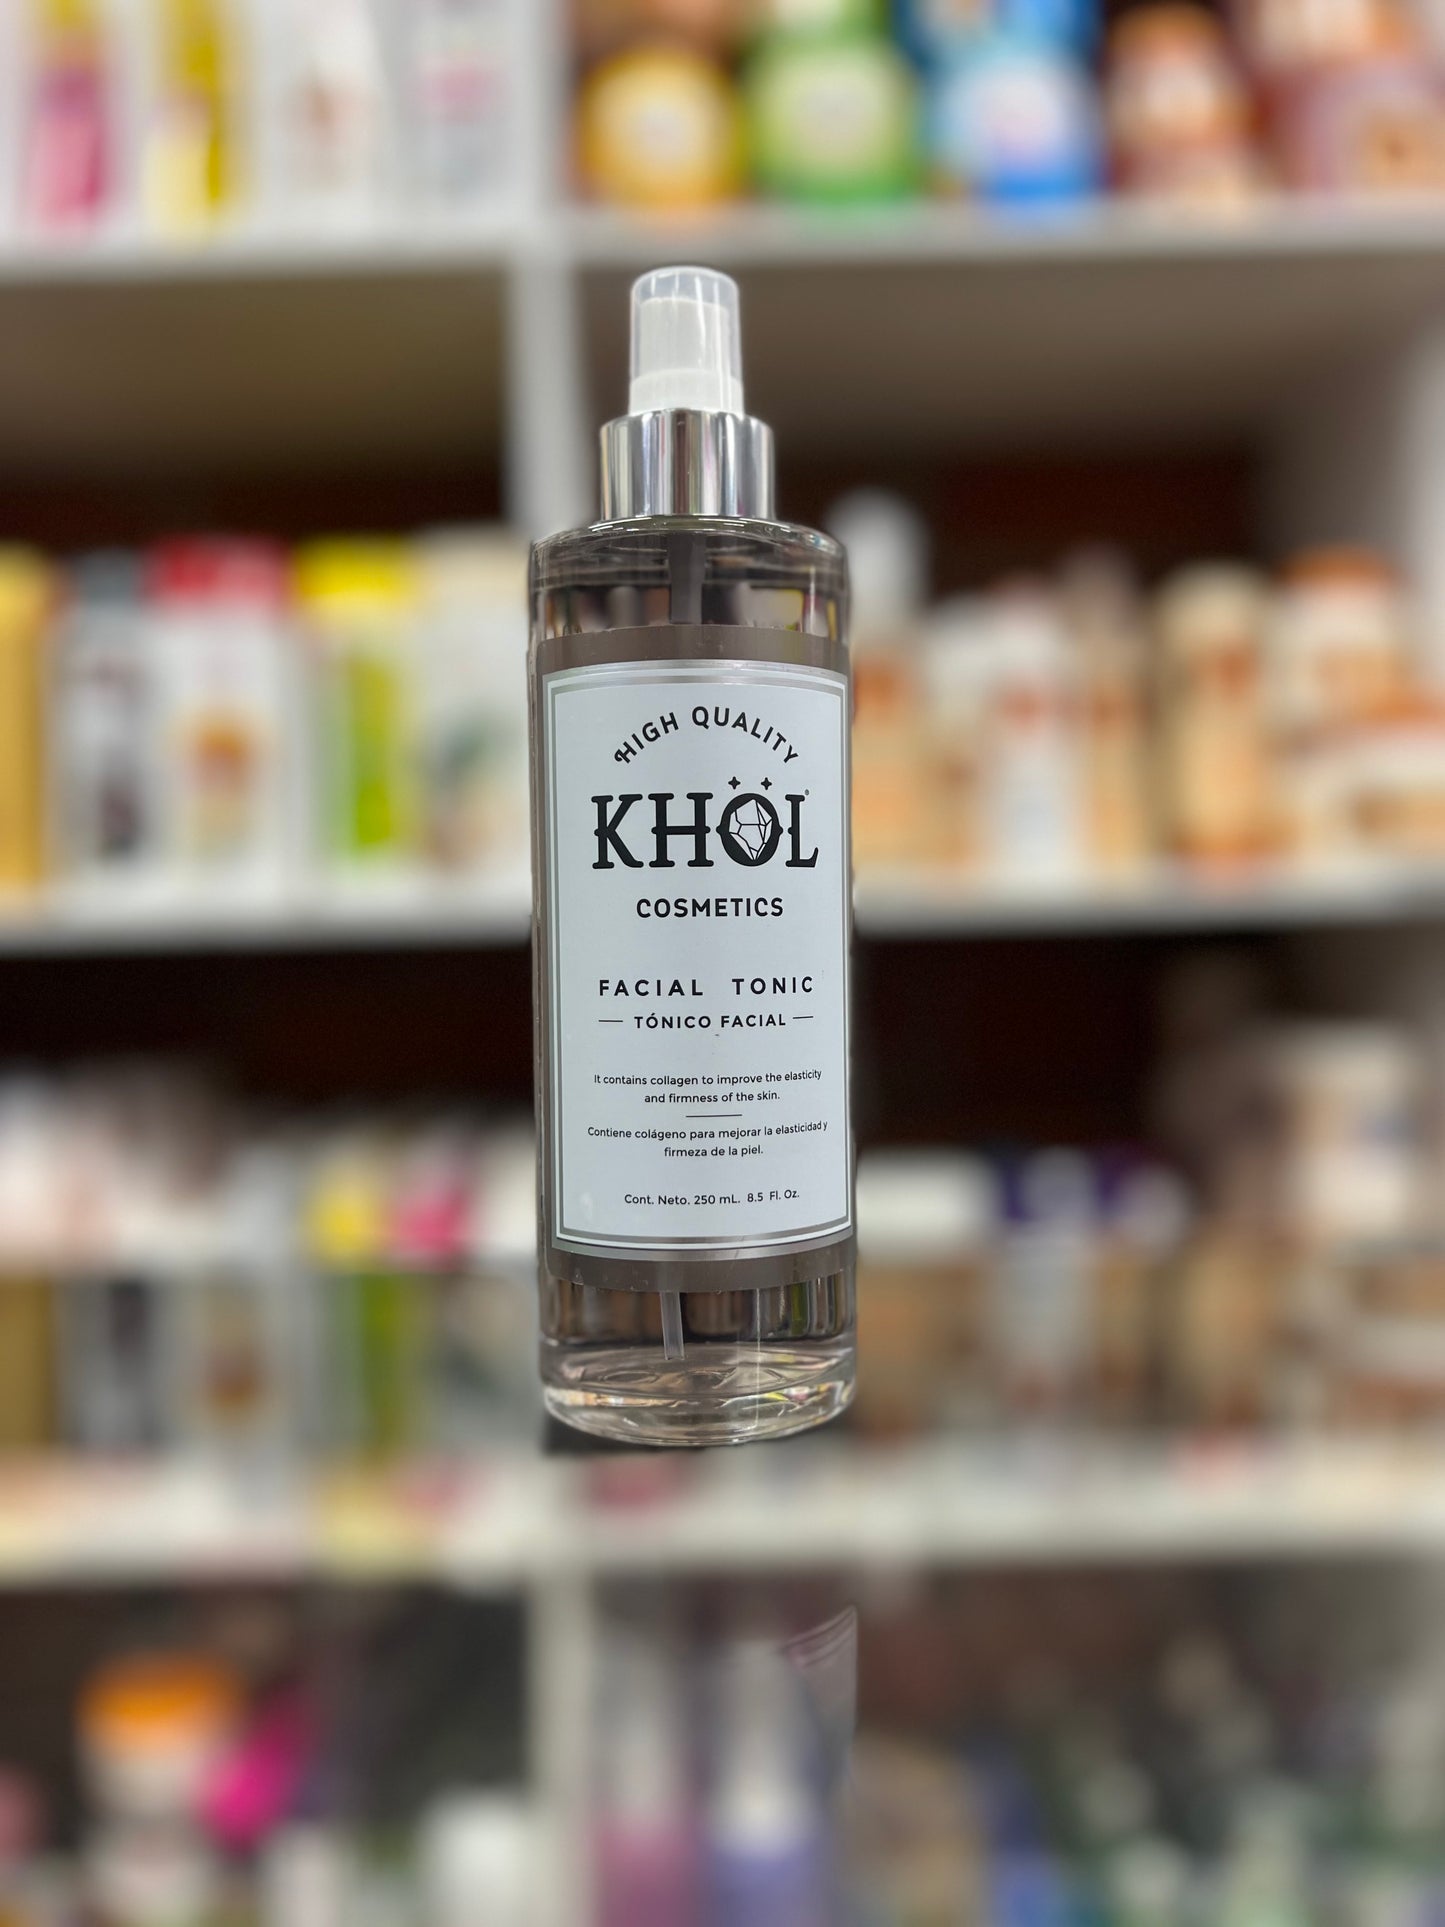 HIGH QUALITY
KHÖL®
COSMETICS
FACIAL TONIC
TÓNICO FACIAL
It contains collagen to improve the elasticity
and firmness of the skin.
Contiene colágeno para mejorar la elasticidad y
firmeza de la piel.
Cont. Neto. 250 mL. 8.5 Fl. Oz.